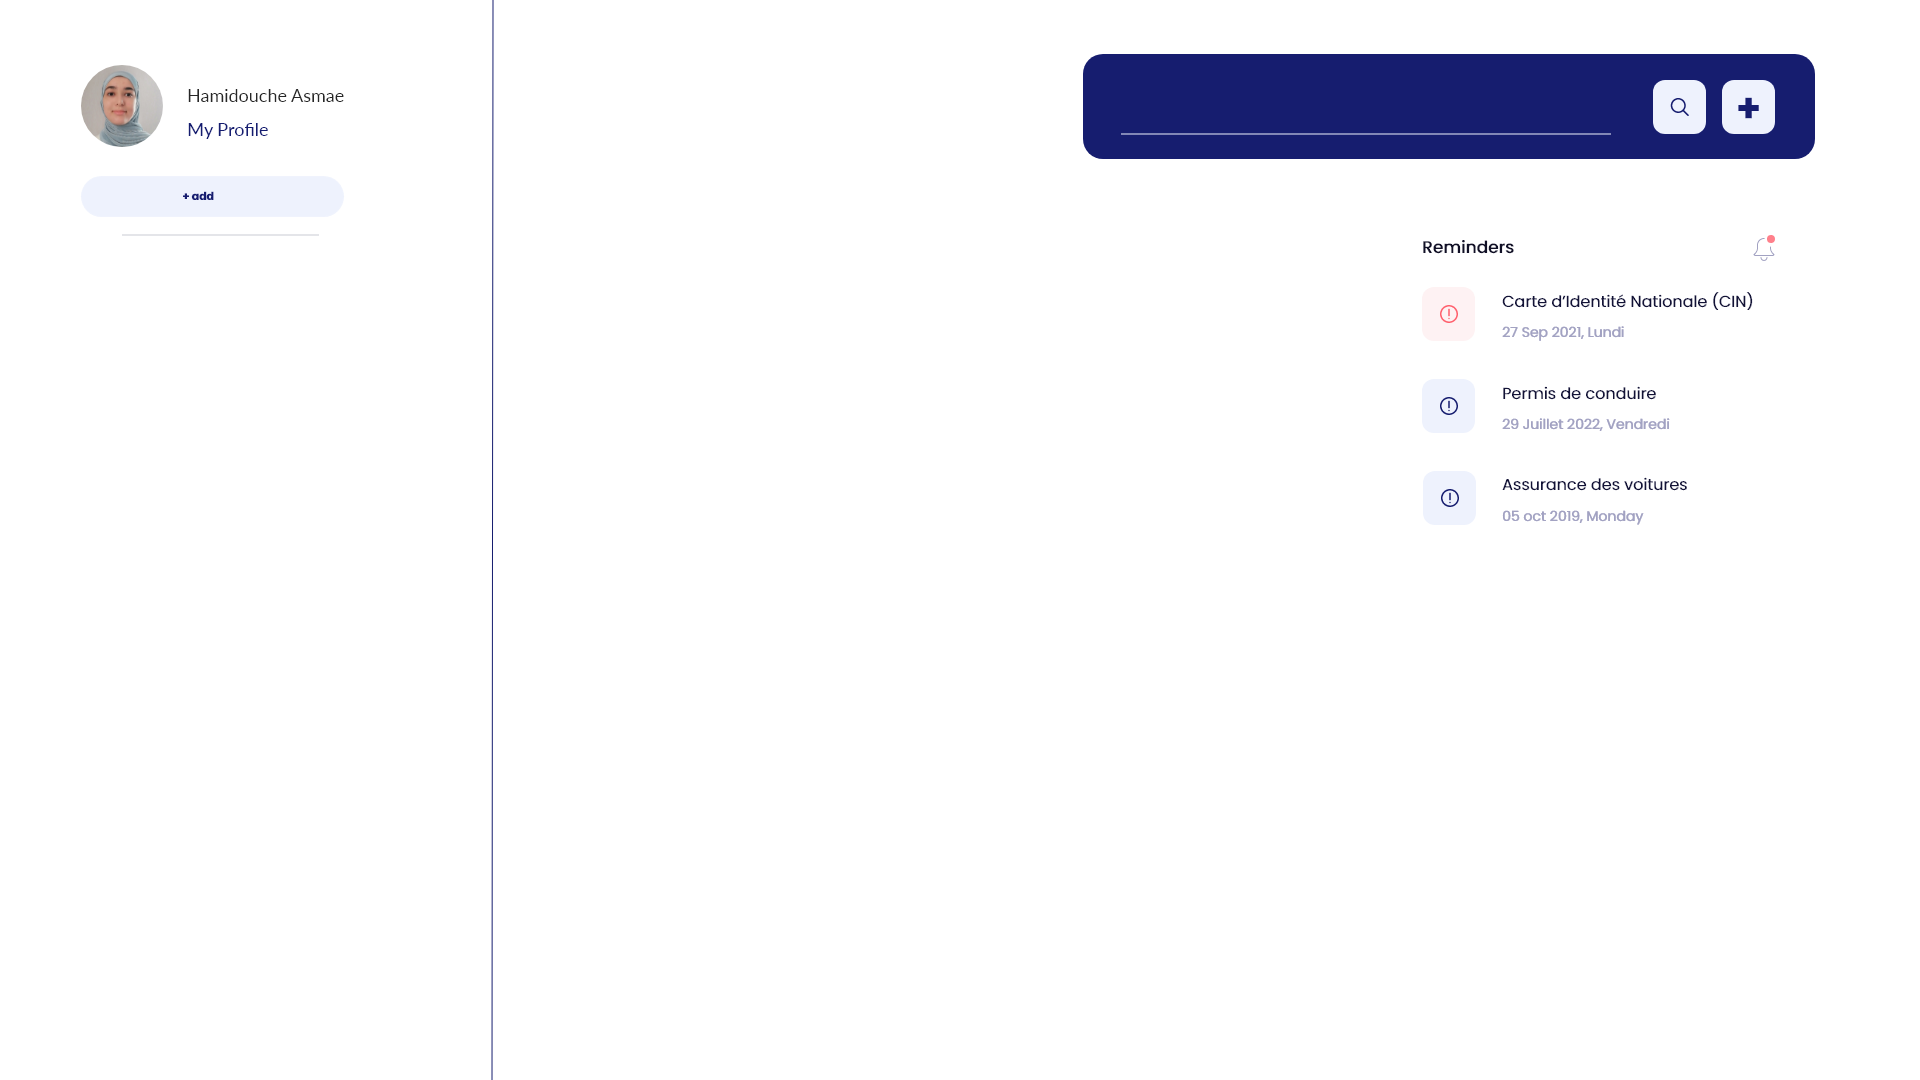 Hamidouche Asmae
My Profile
+ add
Reminders
Carte d’Identité Nationale (CIN)
27 Sep 2021, Lundi
Permis de conduire
29 Juillet 2022, Vendredi
Assurance des voitures
05 oct 2019, Monday